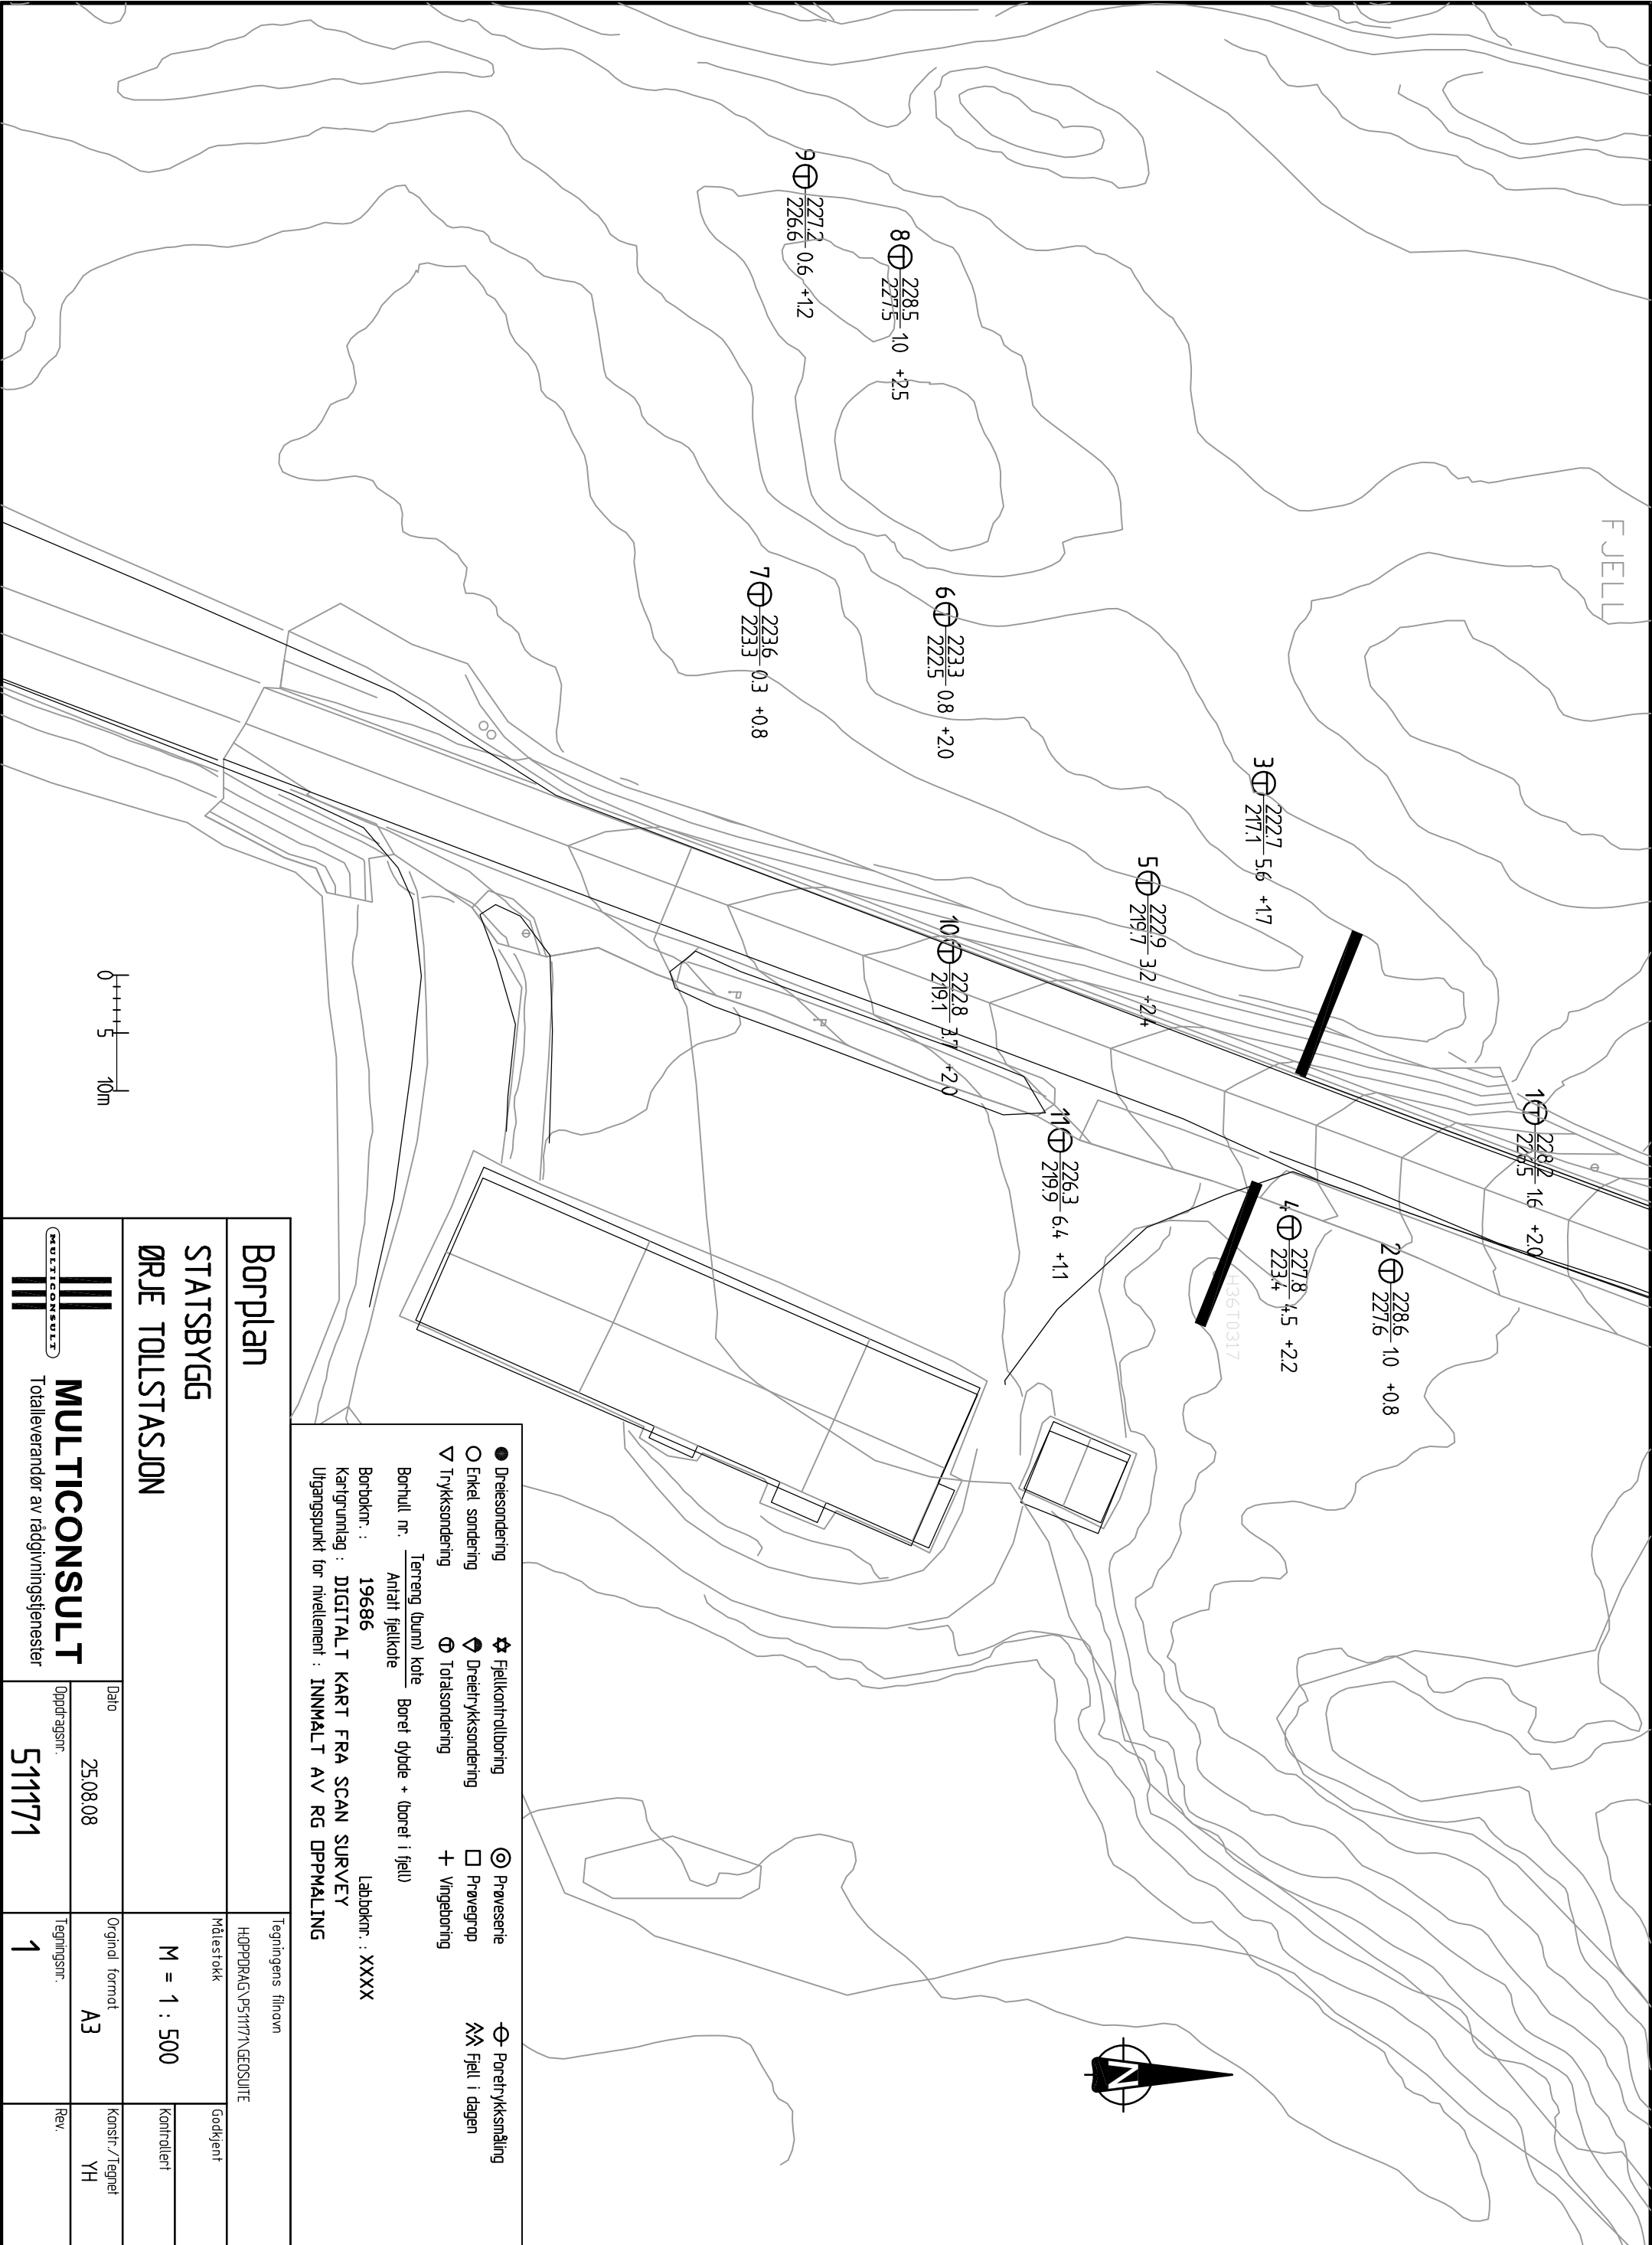 FJELL
9 227.2 0.6 +1.2
226.6
8 228.5 1.0 +2.5
227.5
7 223.6 0.3 +0.8
223.3
6 223.3 0.8 +2.0
222.5
3 222.7 5.6 +1.7
217.1
5 222.9 3.2 +2.4
219.7
10 222.8 3.7 +2.0
219.1
11 226.3 6.4 +1.1
219.9
1 228.2 1.6 +2.0
4 227.8 4.5 +2.2
223.4
2 228.6 1.0 +0.8
227.6
H36T0317
P
P
0 5 10m
N
Dreiesondering Fjellkontrollboring Prøveserie Poretrykksmåling
Enkel sondering Dreietrykksondering Prøvegrop Fjell i dagen
Trykksondering Totalsondering Vingeboring
Borhull nr. Terreng (bunn) kote Boret dybde + (boret i fjell)
Antatt fjellkote
Borboknr. : 19686 Lab.boknr. : XXXX
Kartgrunnlag : DIGITALT KART FRA SCAN SURVEY
Utgangspunkt for nivellement : INNMÅLT AV RG OPPMÅLING
Borplan
Tegningens filnavn
H:OPPDRAG\P511171\GEOSUITE
STATSBYGG
ØRJE TOLLSTASJON
Målestokk
M = 1 : 500
Godkjent
Kontrollert
MULTICONSULT
MULTICONSULT
Totalleverandør av rådgivningstjenester
Dato
25.08.08
Orginal format
A3
Konstr./Tegnet
YH
Oppdragsnr.
511171
Tegningsnr.
1
Rev.